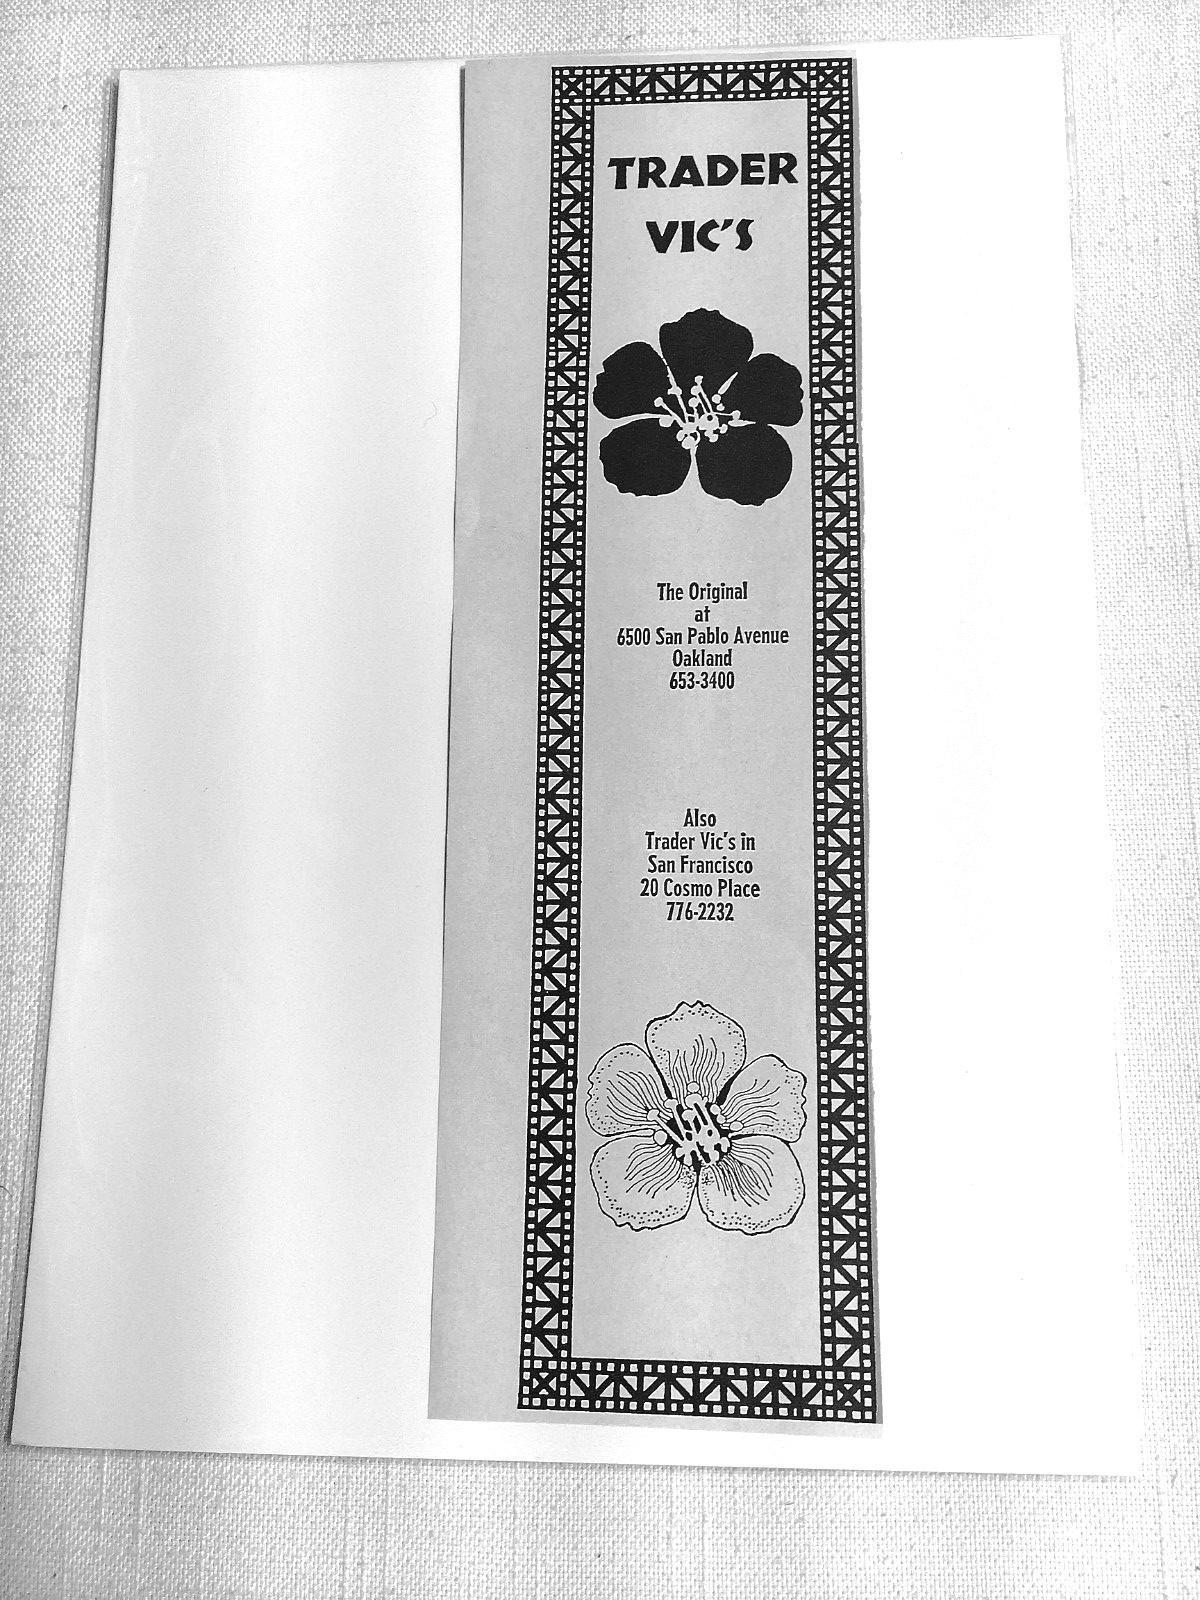 TRADER
VIC'S
The Original
at
6500 San Pablo Avenue
Oakland
653-3400
Also
Trader Vic's in
San Francisco
20 Cosmo Place
776-2232